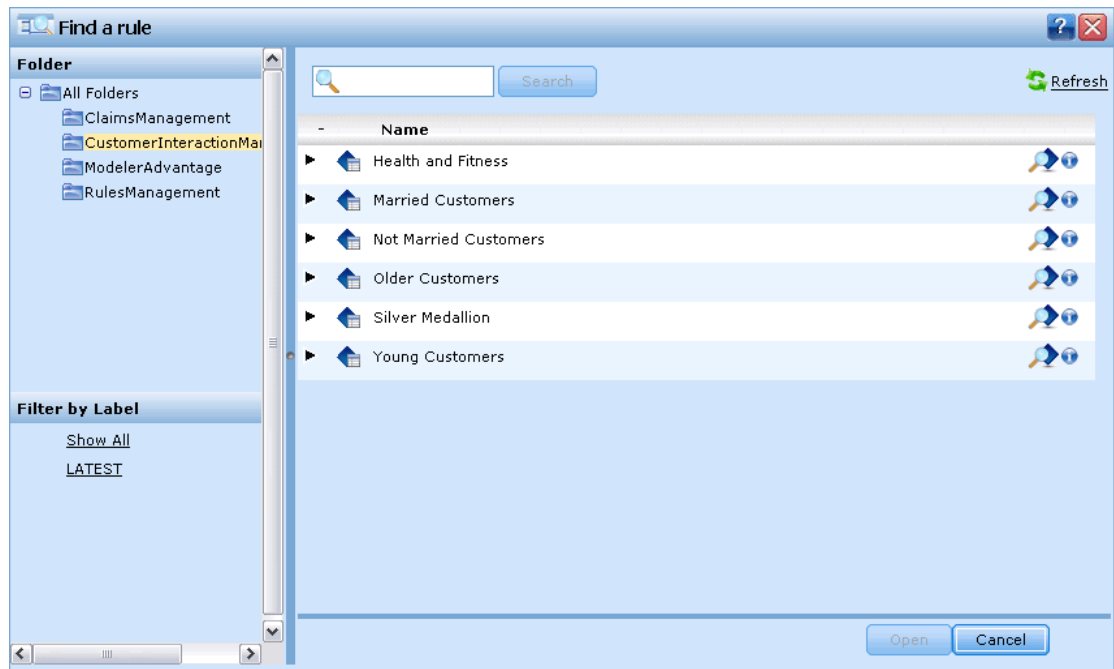 Find a rule
Folder
All Folders
ClaimsManagement
CustomerInteractionMa
ModelerAdvantage
RulesManagement
Filter by Label
Show All
LATEST
Search
Refresh
- Name
Health and Fitness
Married Customers
Not Married Customers
Older Customers
Silver Medallion
Young Customers
Open
Cancel